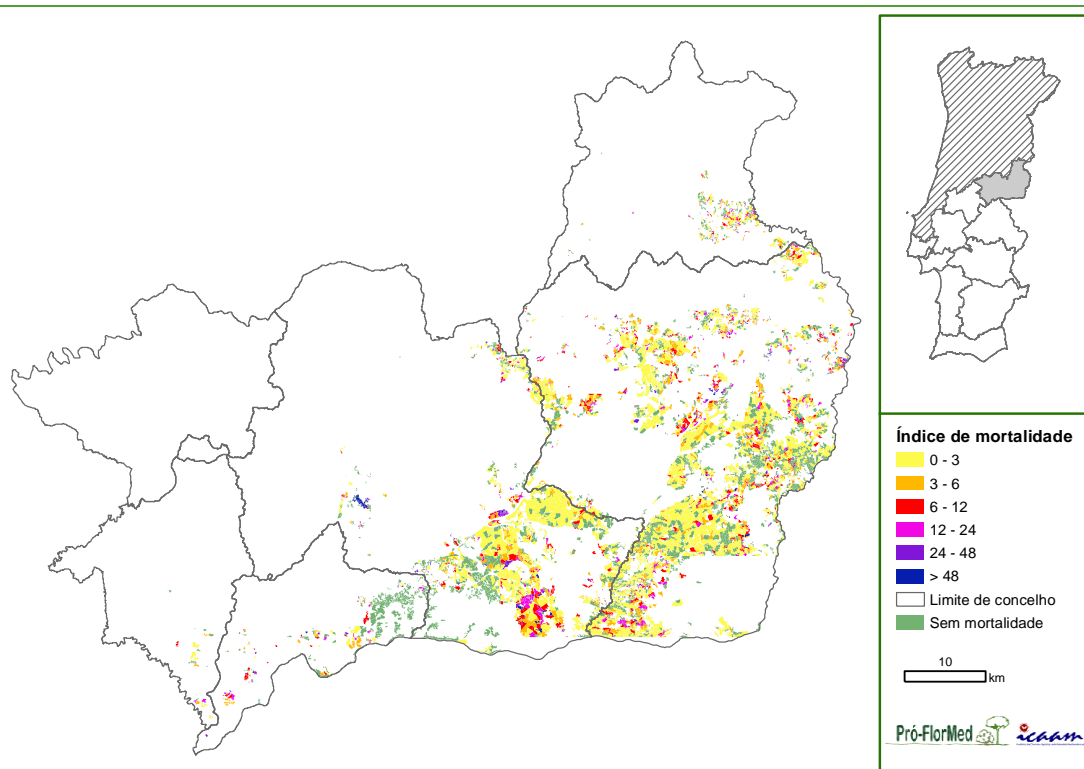 Índice de mortalidade
0 - 3
3 - 6
6 - 12
12 - 24
24 - 48
> 48
Limite de concelho
Sem mortalidade
10
km
Pró-FlorMed
icaam